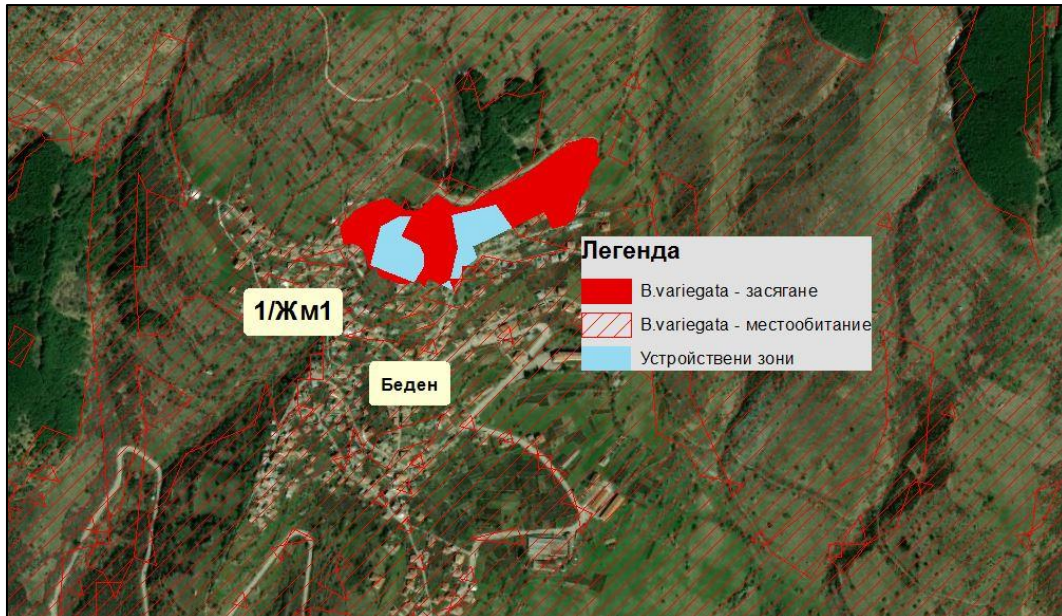 Легенда
B.variegata - засягане
B.variegata - местообитание
Устройствени зони
1/Жм1
Беден